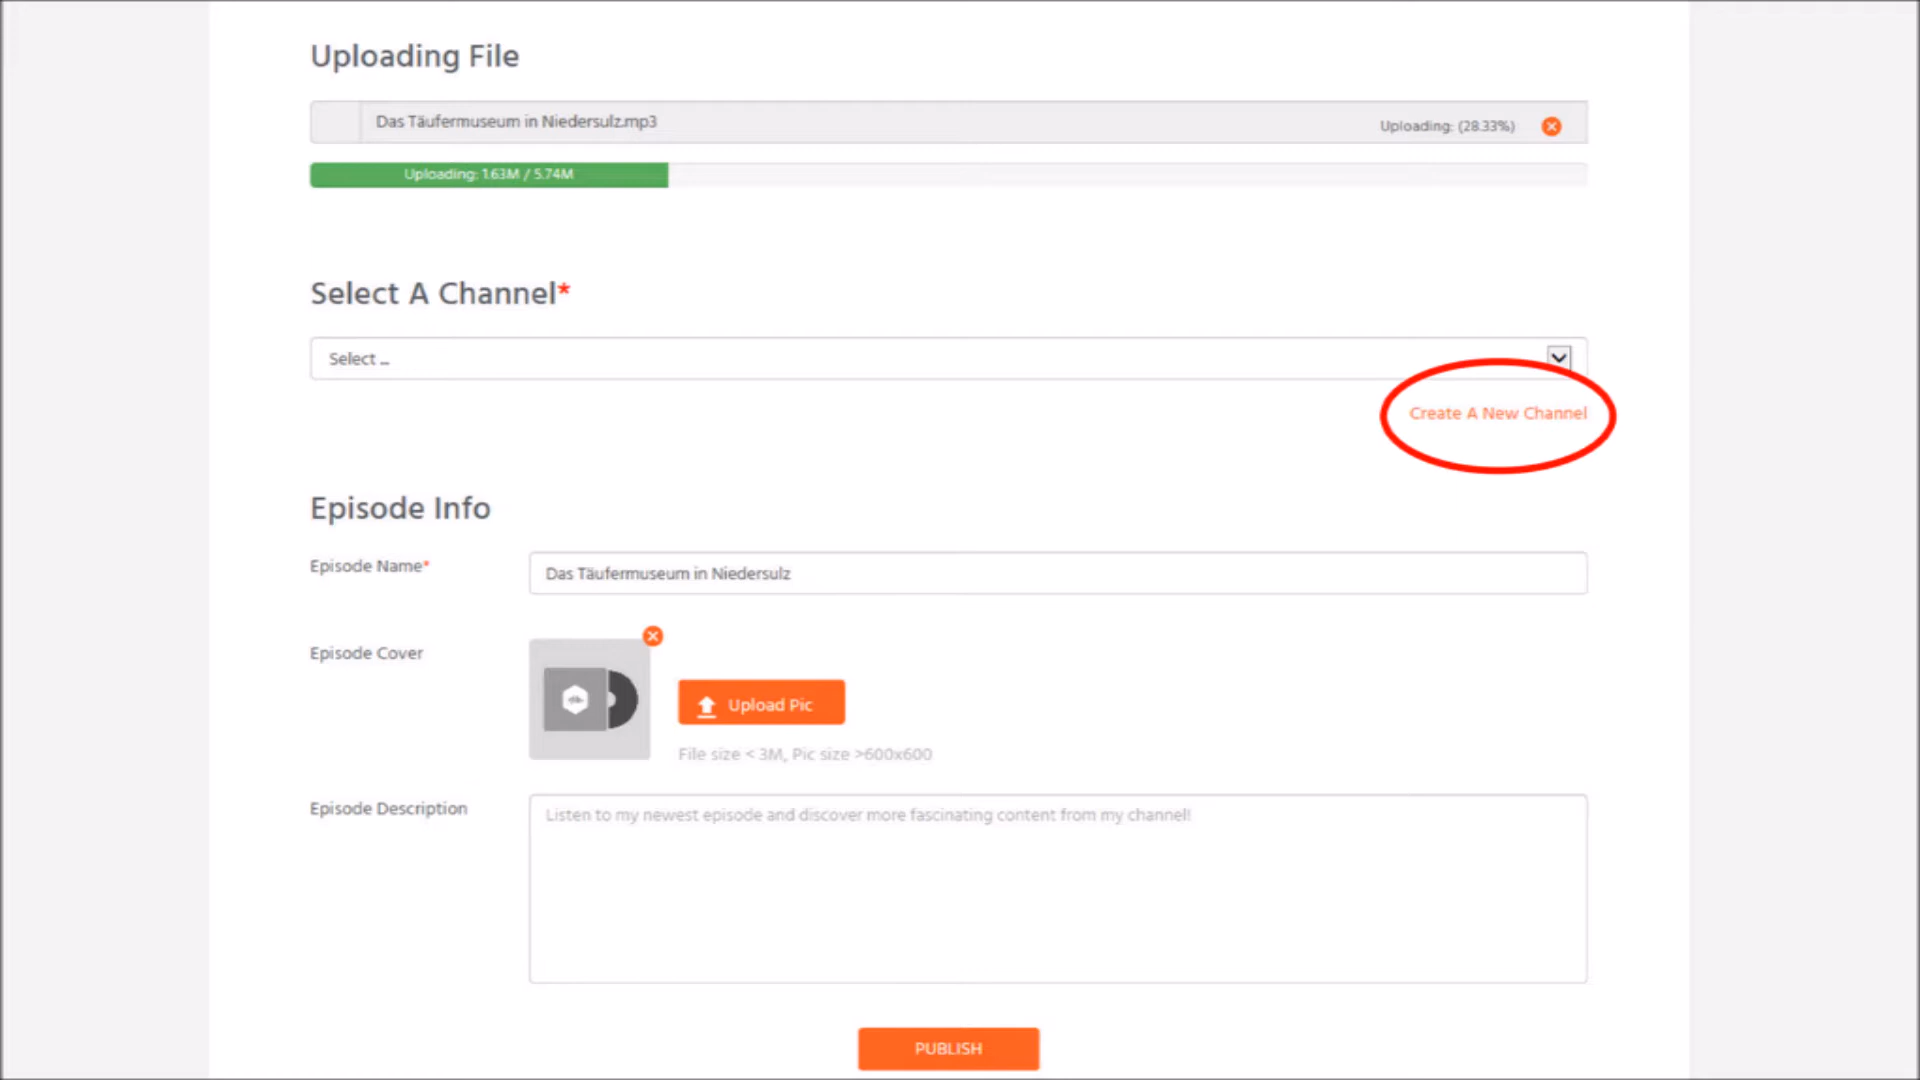 Uploading File
Das Täufermuseum in Niedersulz.mp3
Uploading: (28.33%)
Uploading: 1.63M / 5.74M
Select A Channel*
Select ...
Create A New Channel
Episode Info
Episode Name*
Das Täufermuseum in Niedersulz
Episode Cover
Upload Pic
File size < 3M, Pic size >600x600
Episode Description
Listen to my newest episode and discover more fascinating content from my channel!
PUBLISH